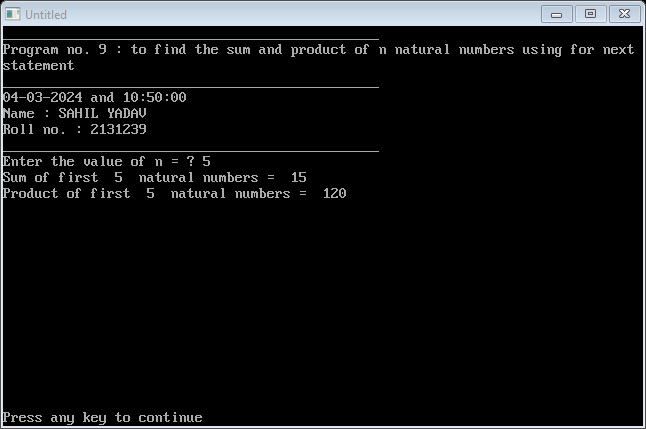 Untitled
Program no. 9 : to find the sum and product of n natural numbers using for next
statement
04-03-2024 and 10:50:00
Name : SAHIL YADAV
Roll no. : 2131239
Enter the value of n = ? 5
Sum of first  5  natural numbers =  15
Product of first  5  natural numbers =  120
Press any key to continue